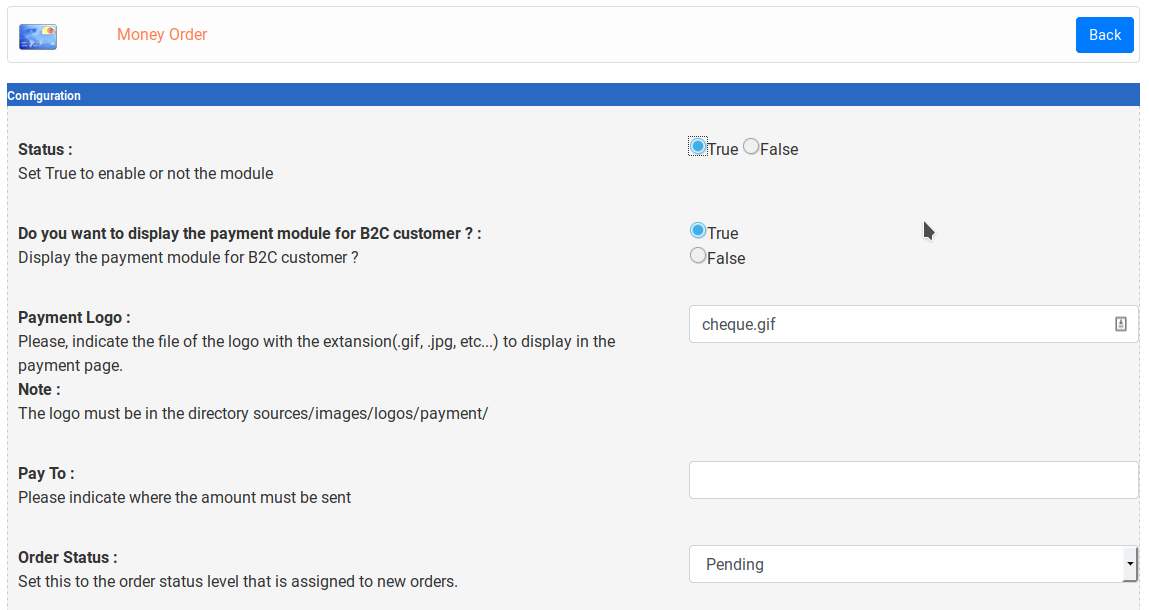 Money Order
Back
Configuration
Status :
Set True to enable or not the module
True False
Do you want to display the payment module for B2C customer ? :
Display the payment module for B2C customer ?
True
False
Payment Logo :
Please, indicate the file of the logo with the extansion(.gif, .jpg, etc...) to display in the
payment page.
Note :
The logo must be in the directory sources/images/logos/payment/
cheque.gif
Pay To :
Please indicate where the amount must be sent
Order Status :
Set this to the order status level that is assigned to new orders.
Pending